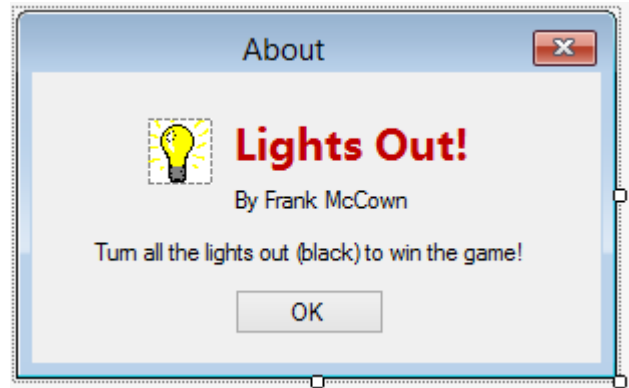 About
Lights Out!
By Frank McCown
Turn all the lights out (black) to win the game!
OK